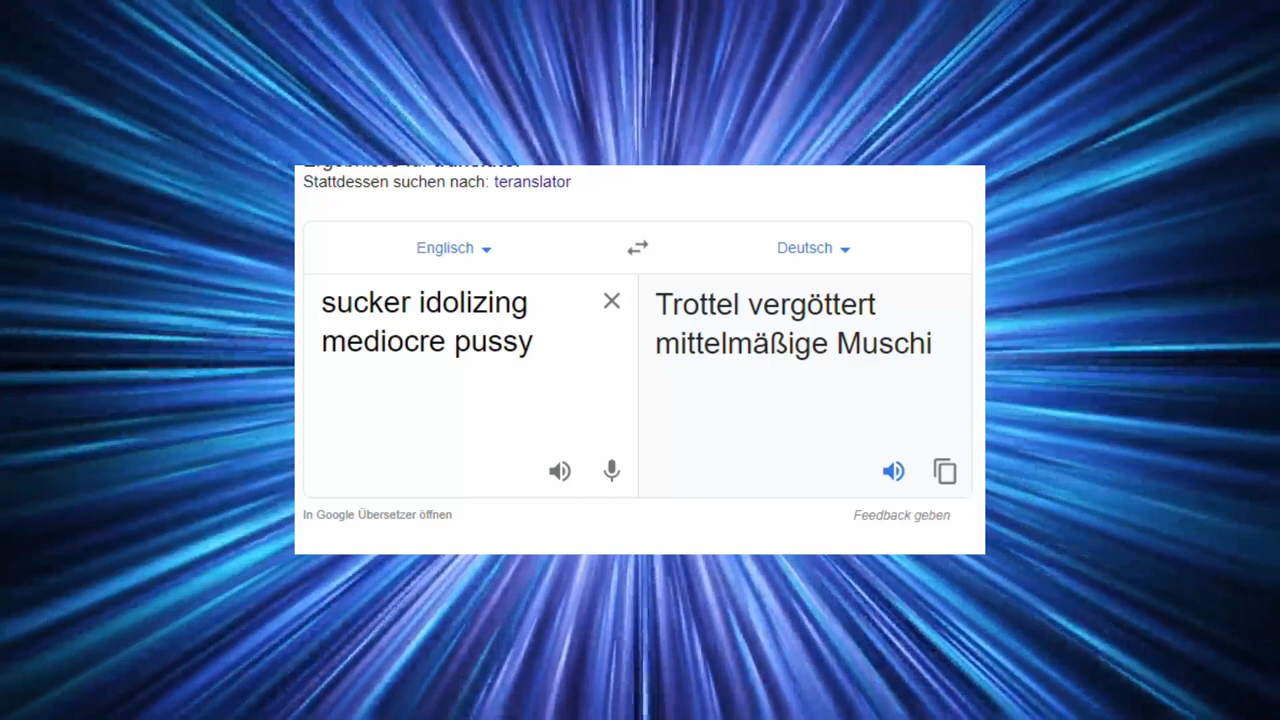 Stattdessen suchen nach: teranslator
Englisch
Deutsch
sucker idolizing
mediocre pussy
Trottel vergöttert
mittelmäßige Muschi
In Google Übersetzer öffnen
Feedback geben